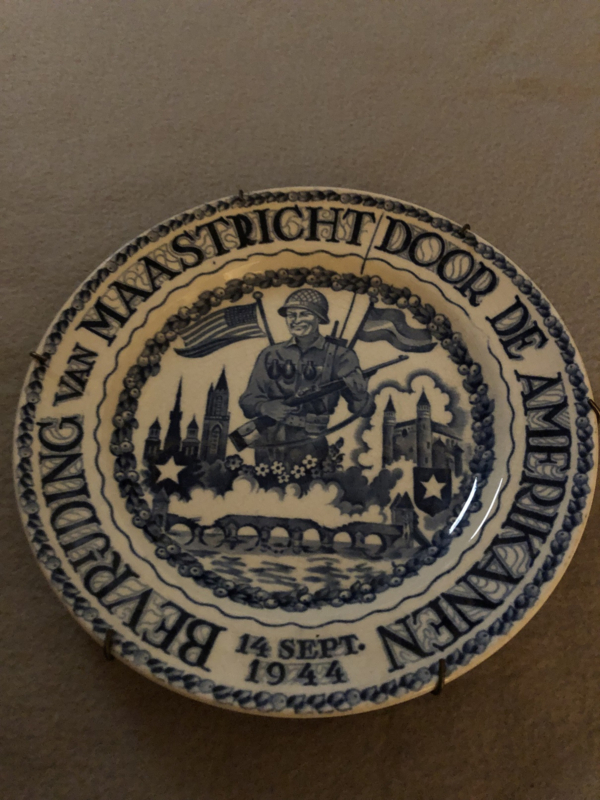 BEVRIJDING VAN MAASTRICHT DOOR DE AMERIKANEN
14 SEPT.
1944